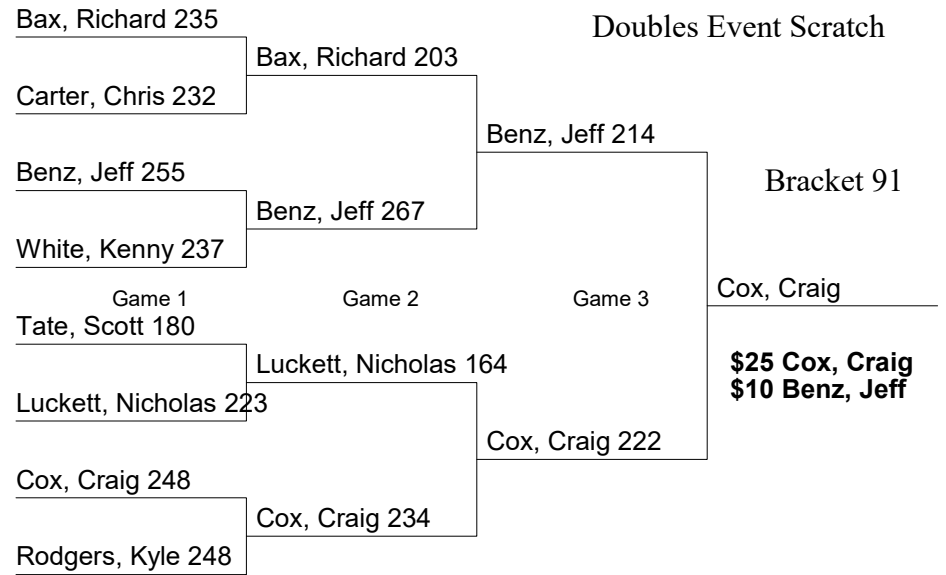 Bax, Richard 235
Doubles Event Scratch
Bax, Richard 203
Carter, Chris 232
Benz, Jeff 214
Benz, Jeff 255
Bracket 91
Benz, Jeff 267
White, Kenny 237
Game 1
Game 2
Game 3
Cox, Craig
Tate, Scott 180
Luckett, Nicholas 164
$25 Cox, Craig
$10 Benz, Jeff
Luckett, Nicholas 223
Cox, Craig 222
Cox, Craig 248
Cox, Craig 234
Rodgers, Kyle 248